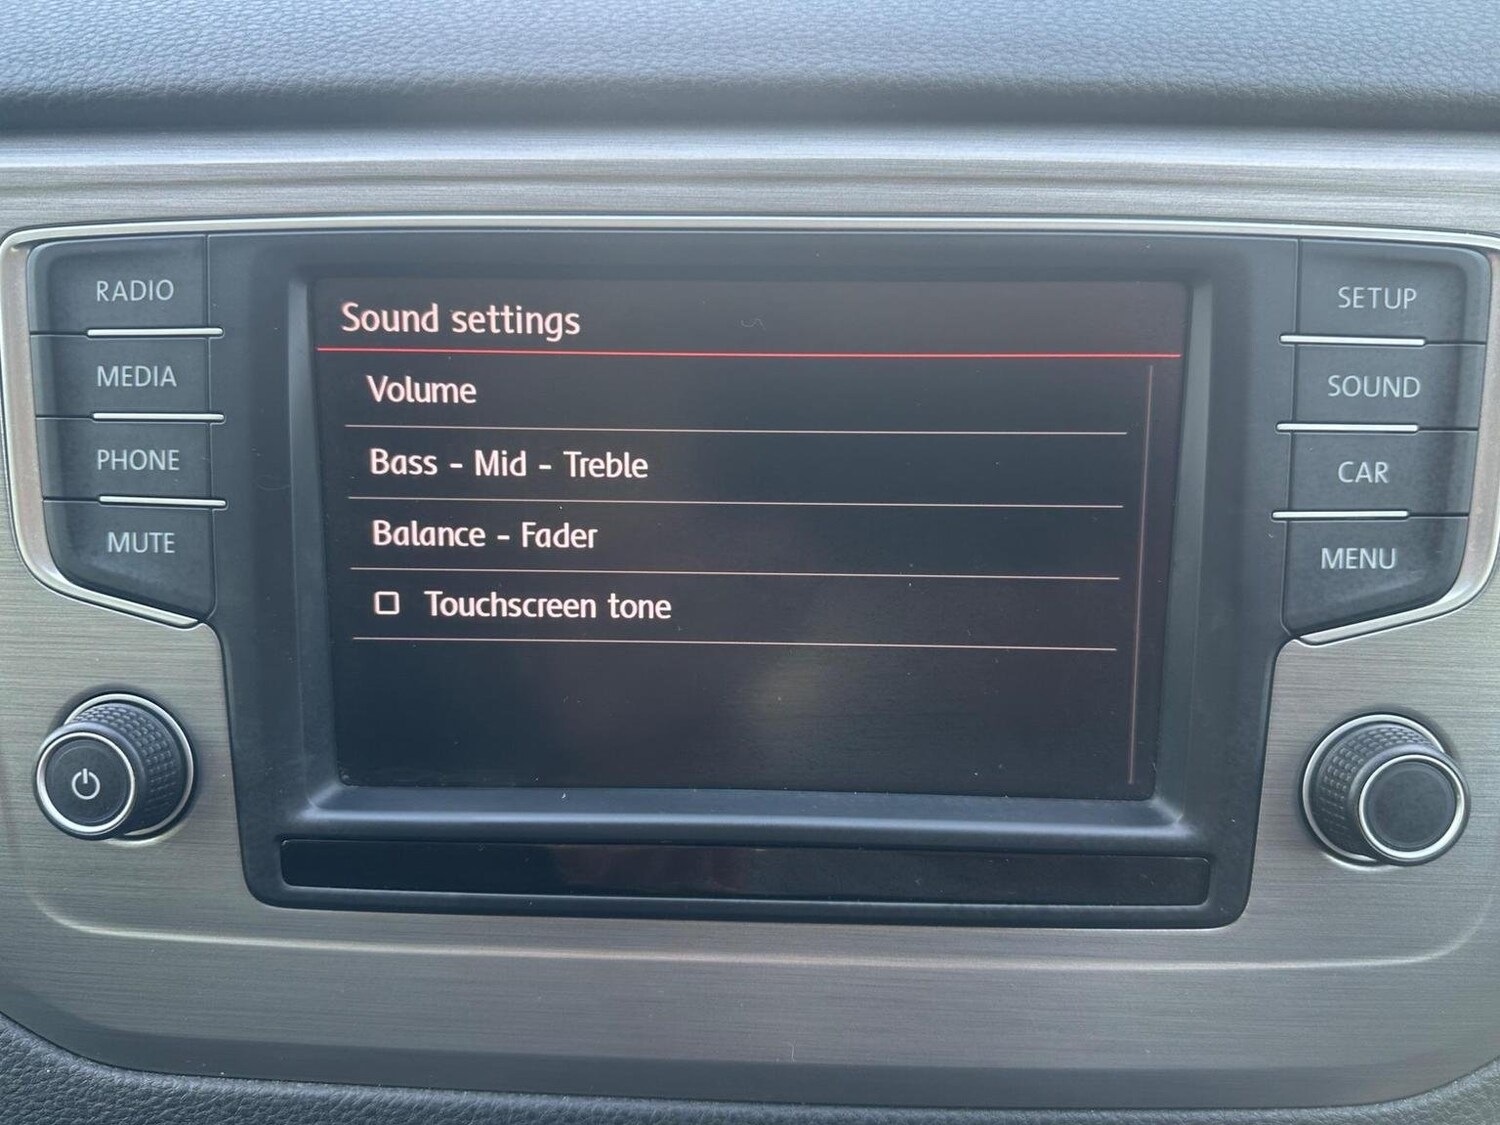 RADIO
MEDIA
PHONE
MUTE
Sound settings
Volume
Bass - Mid - Treble
Balance - Fader
Touchscreen tone
SETUP
SOUND
CAR
MENU